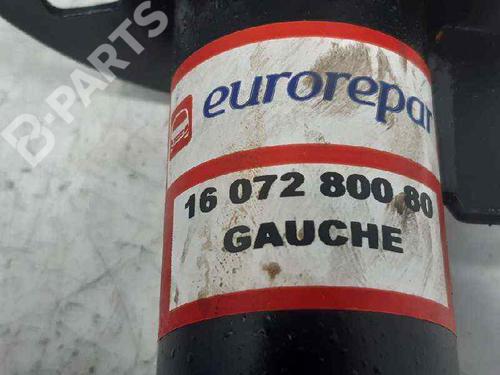 B-PARTS
eurorepar
16 072 800 80
GAUCHE